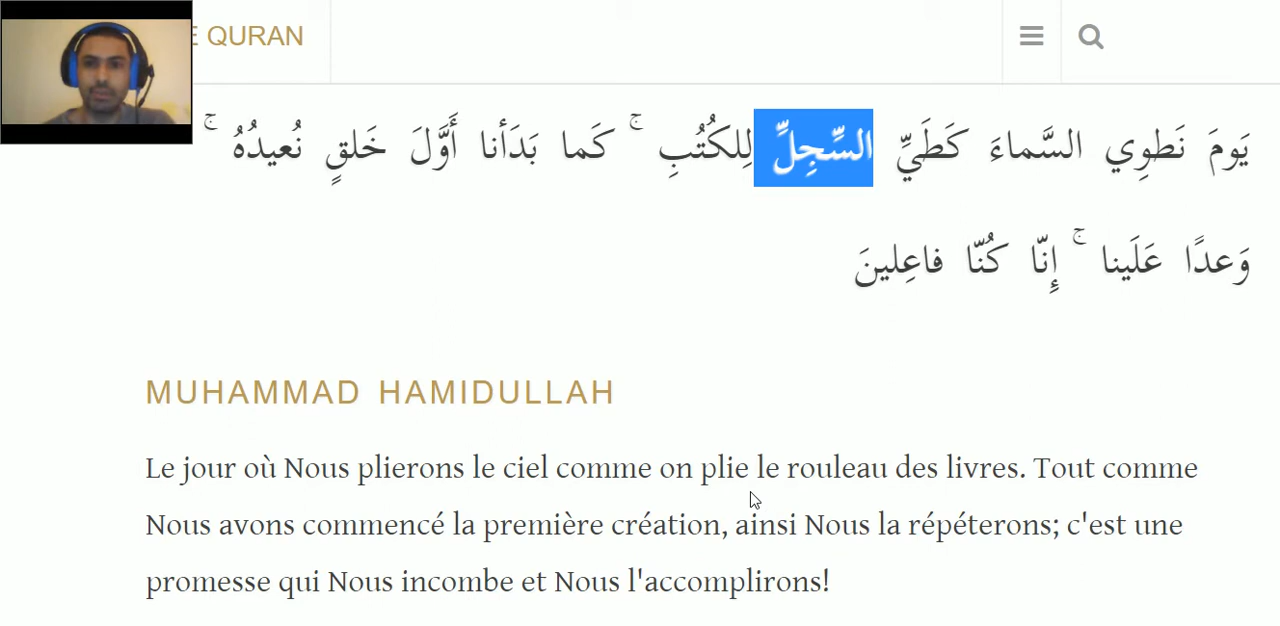 E QURAN
يَومَ نَطوِي السَّماءَ كَطَيِّ السِّجِلِّ لِلكُتُبِ ۚ كَما بَدَأنا أَوَّلَ خَلقٍ نُعيدُهُ ۚ
وَعدًا عَلَينا ۚ إِنّا كُنّا فاعِلينَ
MUHAMMAD HAMIDULLAH
Le jour où Nous plierons le ciel comme on plie le rouleau des livres. Tout comme
Nous avons commencé la première création, ainsi Nous la répéterons; c'est une
promesse qui Nous incombe et Nous l'accomplirons!